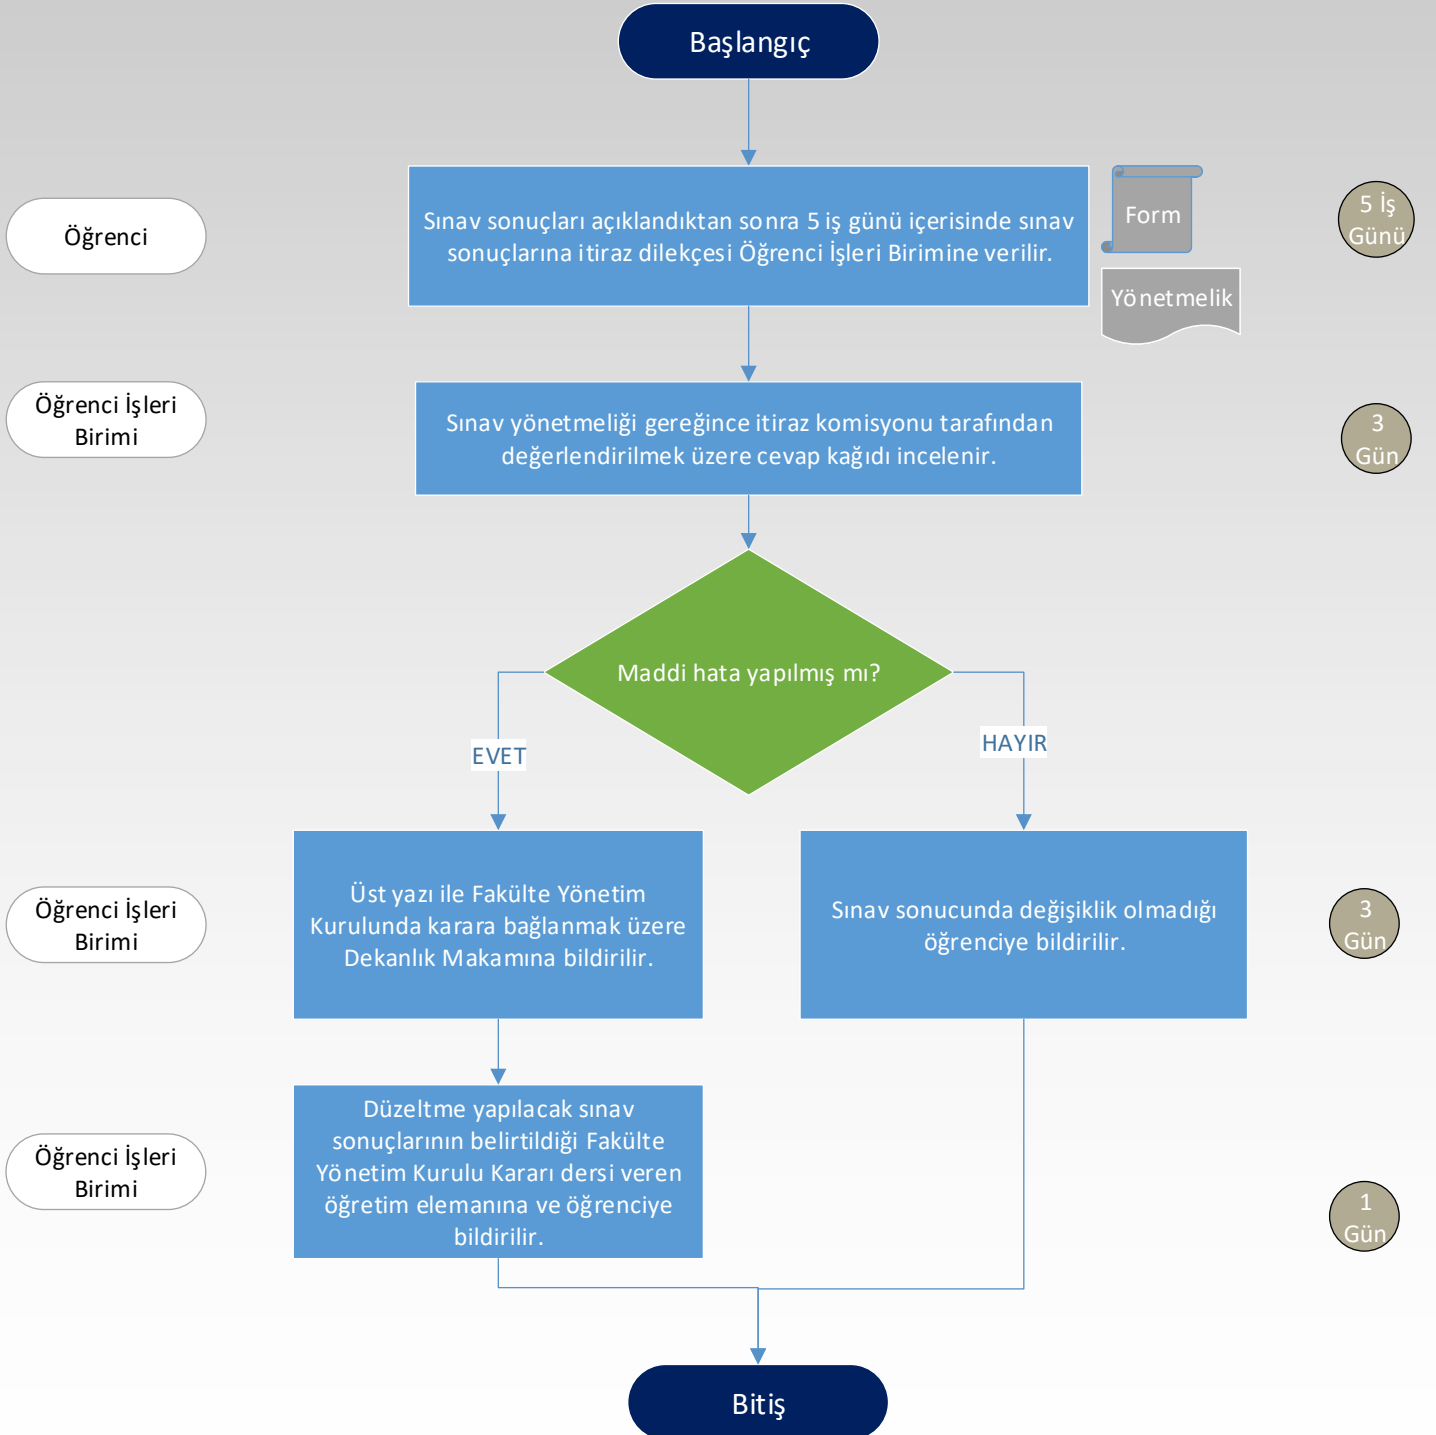 Başlangıç
Öğrenci
Sınav sonuçları açıklandıktan sonra 5 iş günü içerisinde sınav
sonuçlarına itiraz dilekçesi Öğrenci İşleri Birimine verilir.
Form
Yönetmelik
5 İş
Günü
Öğrenci İşleri
Birimi
Sınav yönetmeliği gereğince itiraz komisyonu tarafından
değerlendirilmek üzere cevap kağıdı incelenir.
3
Gün
Maddi hata yapılmış mı?
EVET
HAYIR
Öğrenci İşleri
Birimi
Üst yazı ile Fakülte Yönetim
Kurulunda karara bağlanmak üzere
Dekanlık Makamına bildirilir.
Sınav sonucunda değişiklik olmadığı
öğrenciye bildirilir.
3
Gün
Öğrenci İşleri
Birimi
Düzeltme yapılacak sınav
sonuçlarının belirtildiği Fakülte
Yönetim Kurulu Kararı dersi veren
öğretim elemanına ve öğrenciye
bildirilir.
1
Gün
Bitiş